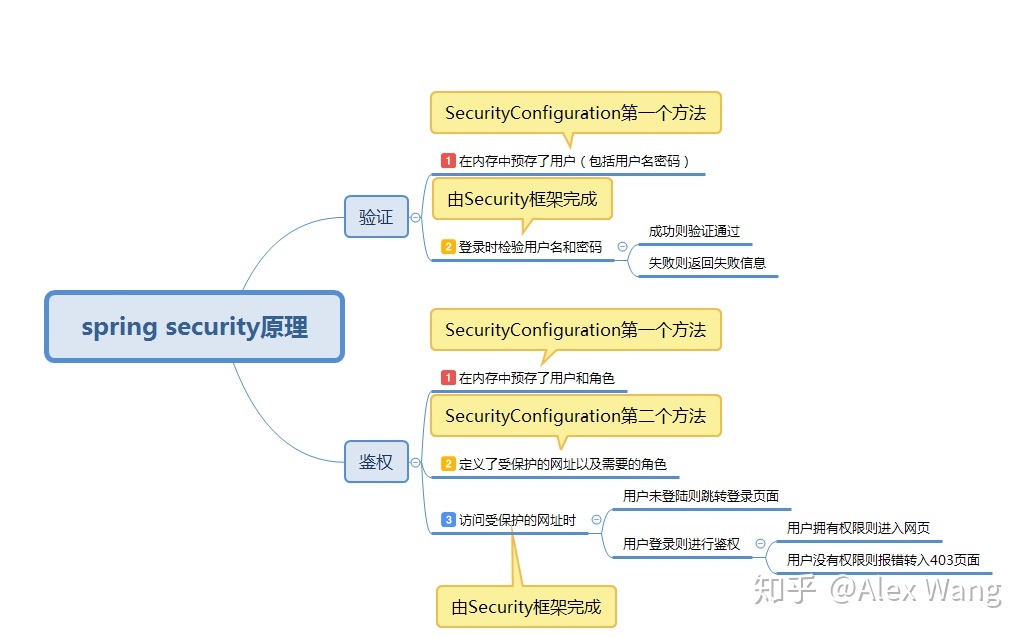 SecurityConfiguration第一个方法
1 在内存中预存了用户（包括用户名密码）
由Security框架完成
验证
2 登录时检验用户名和密码
成功则验证通过
失败则返回失败信息
spring security原理
SecurityConfiguration第一个方法
1 在内存中预存了用户和角色
SecurityConfiguration第二个方法
鉴权
2 定义了受保护的网址以及需要的角色
3 访问受保护的网址时
用户未登陆则跳转登录页面
用户登录则进行鉴权
用户拥有权限则进入网页
用户没有权限则报错转入403页面
由Security框架完成
知乎 @Alex Wang